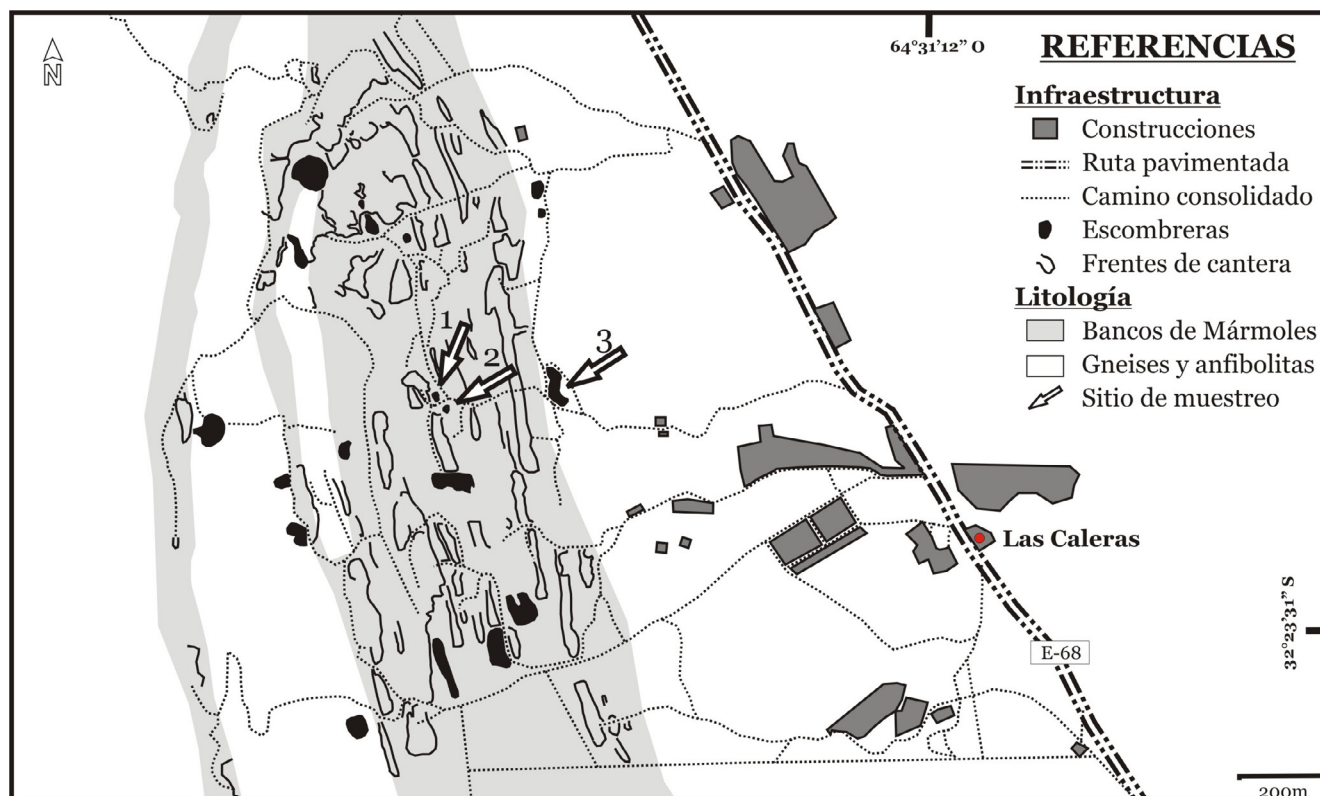 N
64°31'12" O
REFERENCIAS
Infraestructura
Construcciones
Ruta pavimentada
Camino consolidado
Escombreras
Frentes de cantera
Litología
Bancos de Mármoles
Gneises y anfibolitas
Sitio de muestreo
1
2
3
Las Caleras
32°23'31" S
E-68
200m